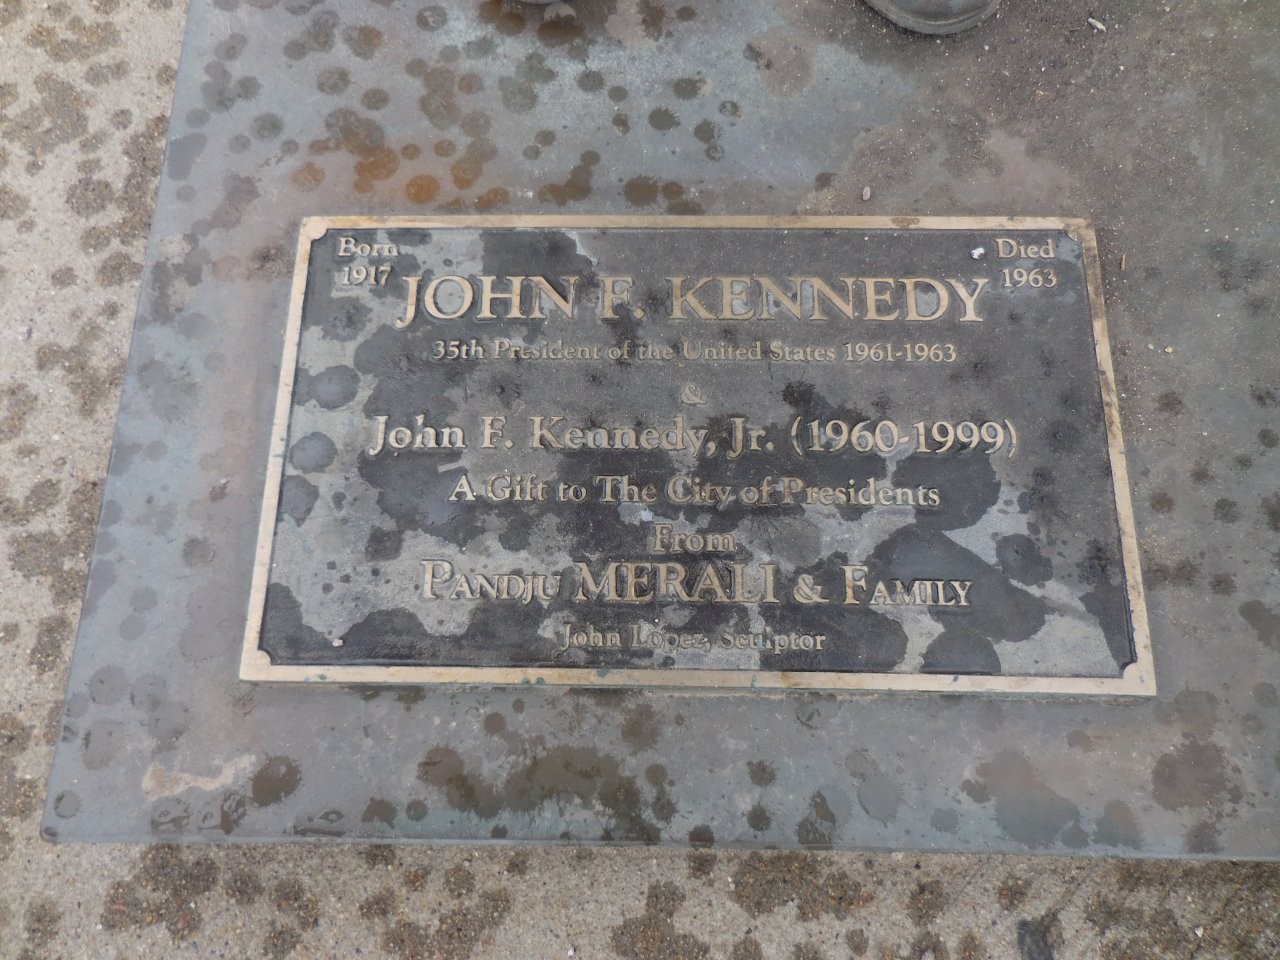 Born 1917
Died 1963
JOHN F. KENNEDY
35th President of the United States 1961-1963
&
John F. Kennedy, Jr. (1960-1999)
A Gift to The City of Presidents
From
PANDJU MERALI & FAMILY
John Lopez, Sculptor